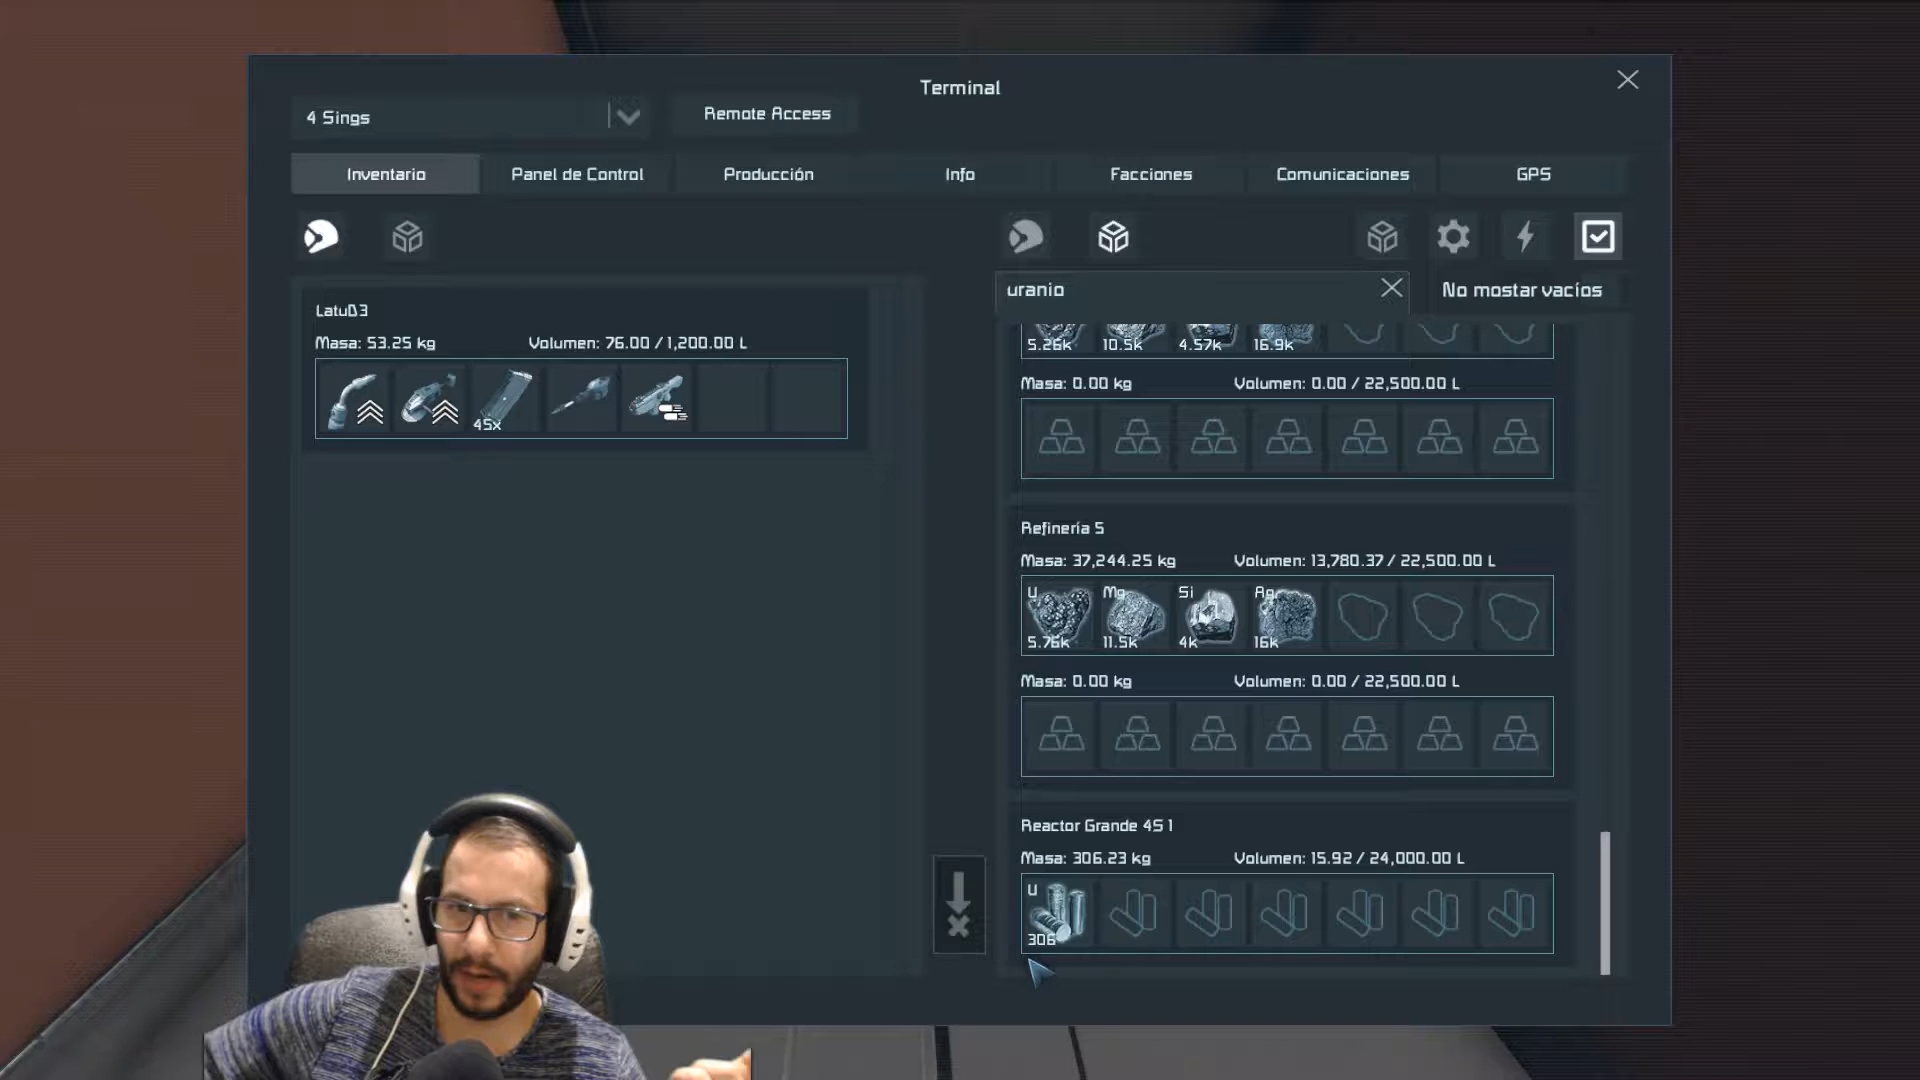 Terminal
4 Sings
Remote Access
Inventario
Panel de Control
Producción
Info
Facciones
Comunicaciones
GPS
uranio
No mostar vacíos
LatuD3
Masa: 53.25 kg
Volumen: 76.00 / 1,200.00 L
45x
5.26k
10.5k
4.57k
16.9k
Masa: 0.00 kg
Volumen: 0.00 / 22,500.00 L
Refinería 5
Masa: 37,244.25 kg
Volumen: 13,780.37 / 22,500.00 L
U
Mg
Si
Ag
5.76k
11.5k
4k
16k
Masa: 0.00 kg
Volumen: 0.00 / 22,500.00 L
Reactor Grande 4S 1
Masa: 306.23 kg
Volumen: 15.92 / 24,000.00 L
U
306